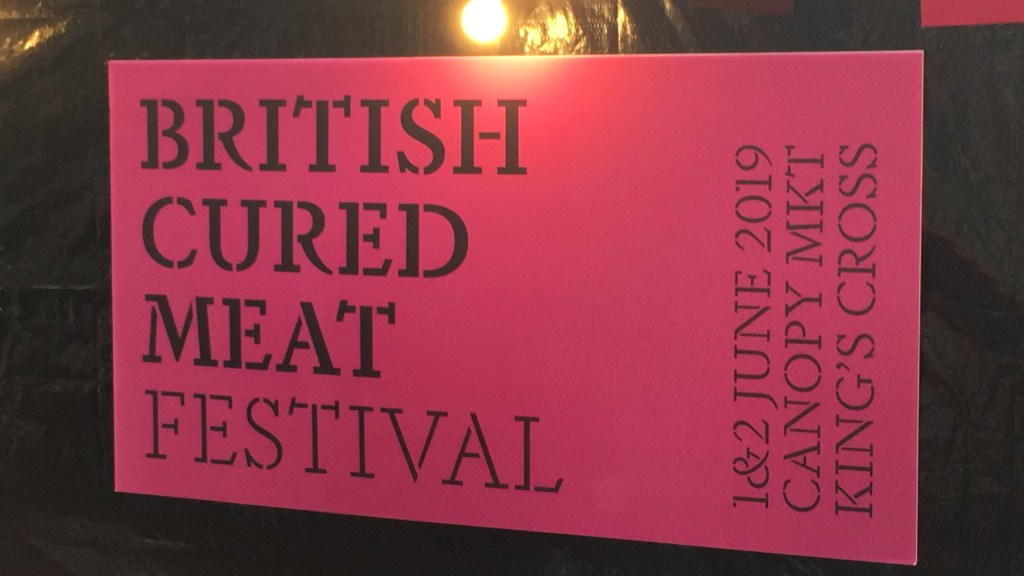 BRITISH
CURED
MEAT
FESTIVAL
1&2 JUNE 2019
CANOPY MKT
KING'S CROSS